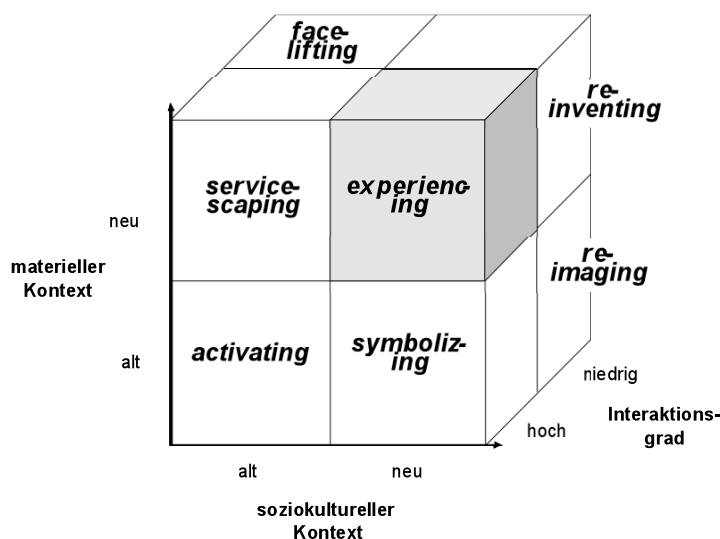 face-
lifting
re-
inventing
service-
scaping
experienc-
ing
neu
materieller
Kontext
re-
imaging
activating
symboliz-
ing
alt
niedrig
Interaktions-
grad
hoch
alt
neu
soziokultureller
Kontext